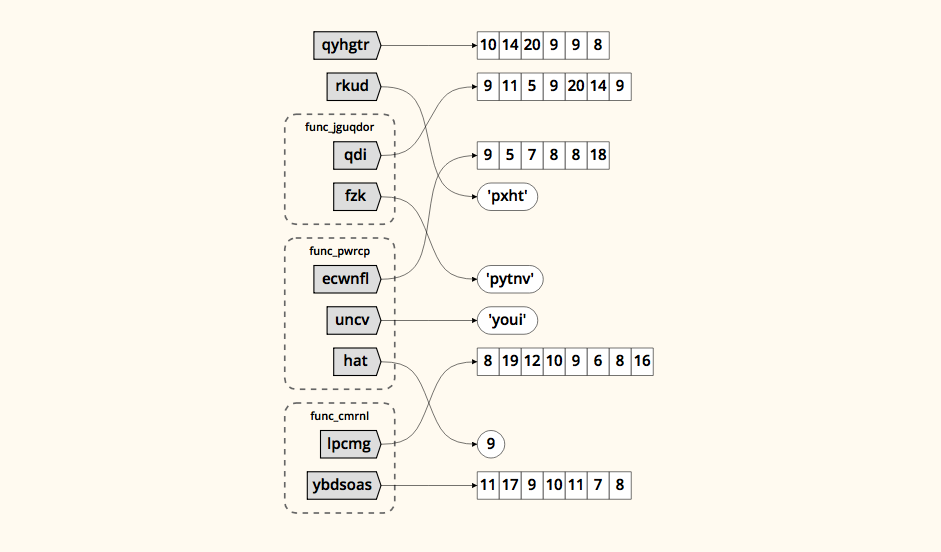 qyhgtr 10 14 20 9 9 8
rkud 9 11 5 9 20 14 9
func_jguqdor
qdi 9 5 7 8 8 18
fzk 'pxht'
func_pwrcp
ecwnfl 'pytnv'
uncv 'youi'
hat 8 19 12 10 9 6 8 16
func_cmrnl
lpcmg 9
ybdsoas 11 17 9 10 11 7 8